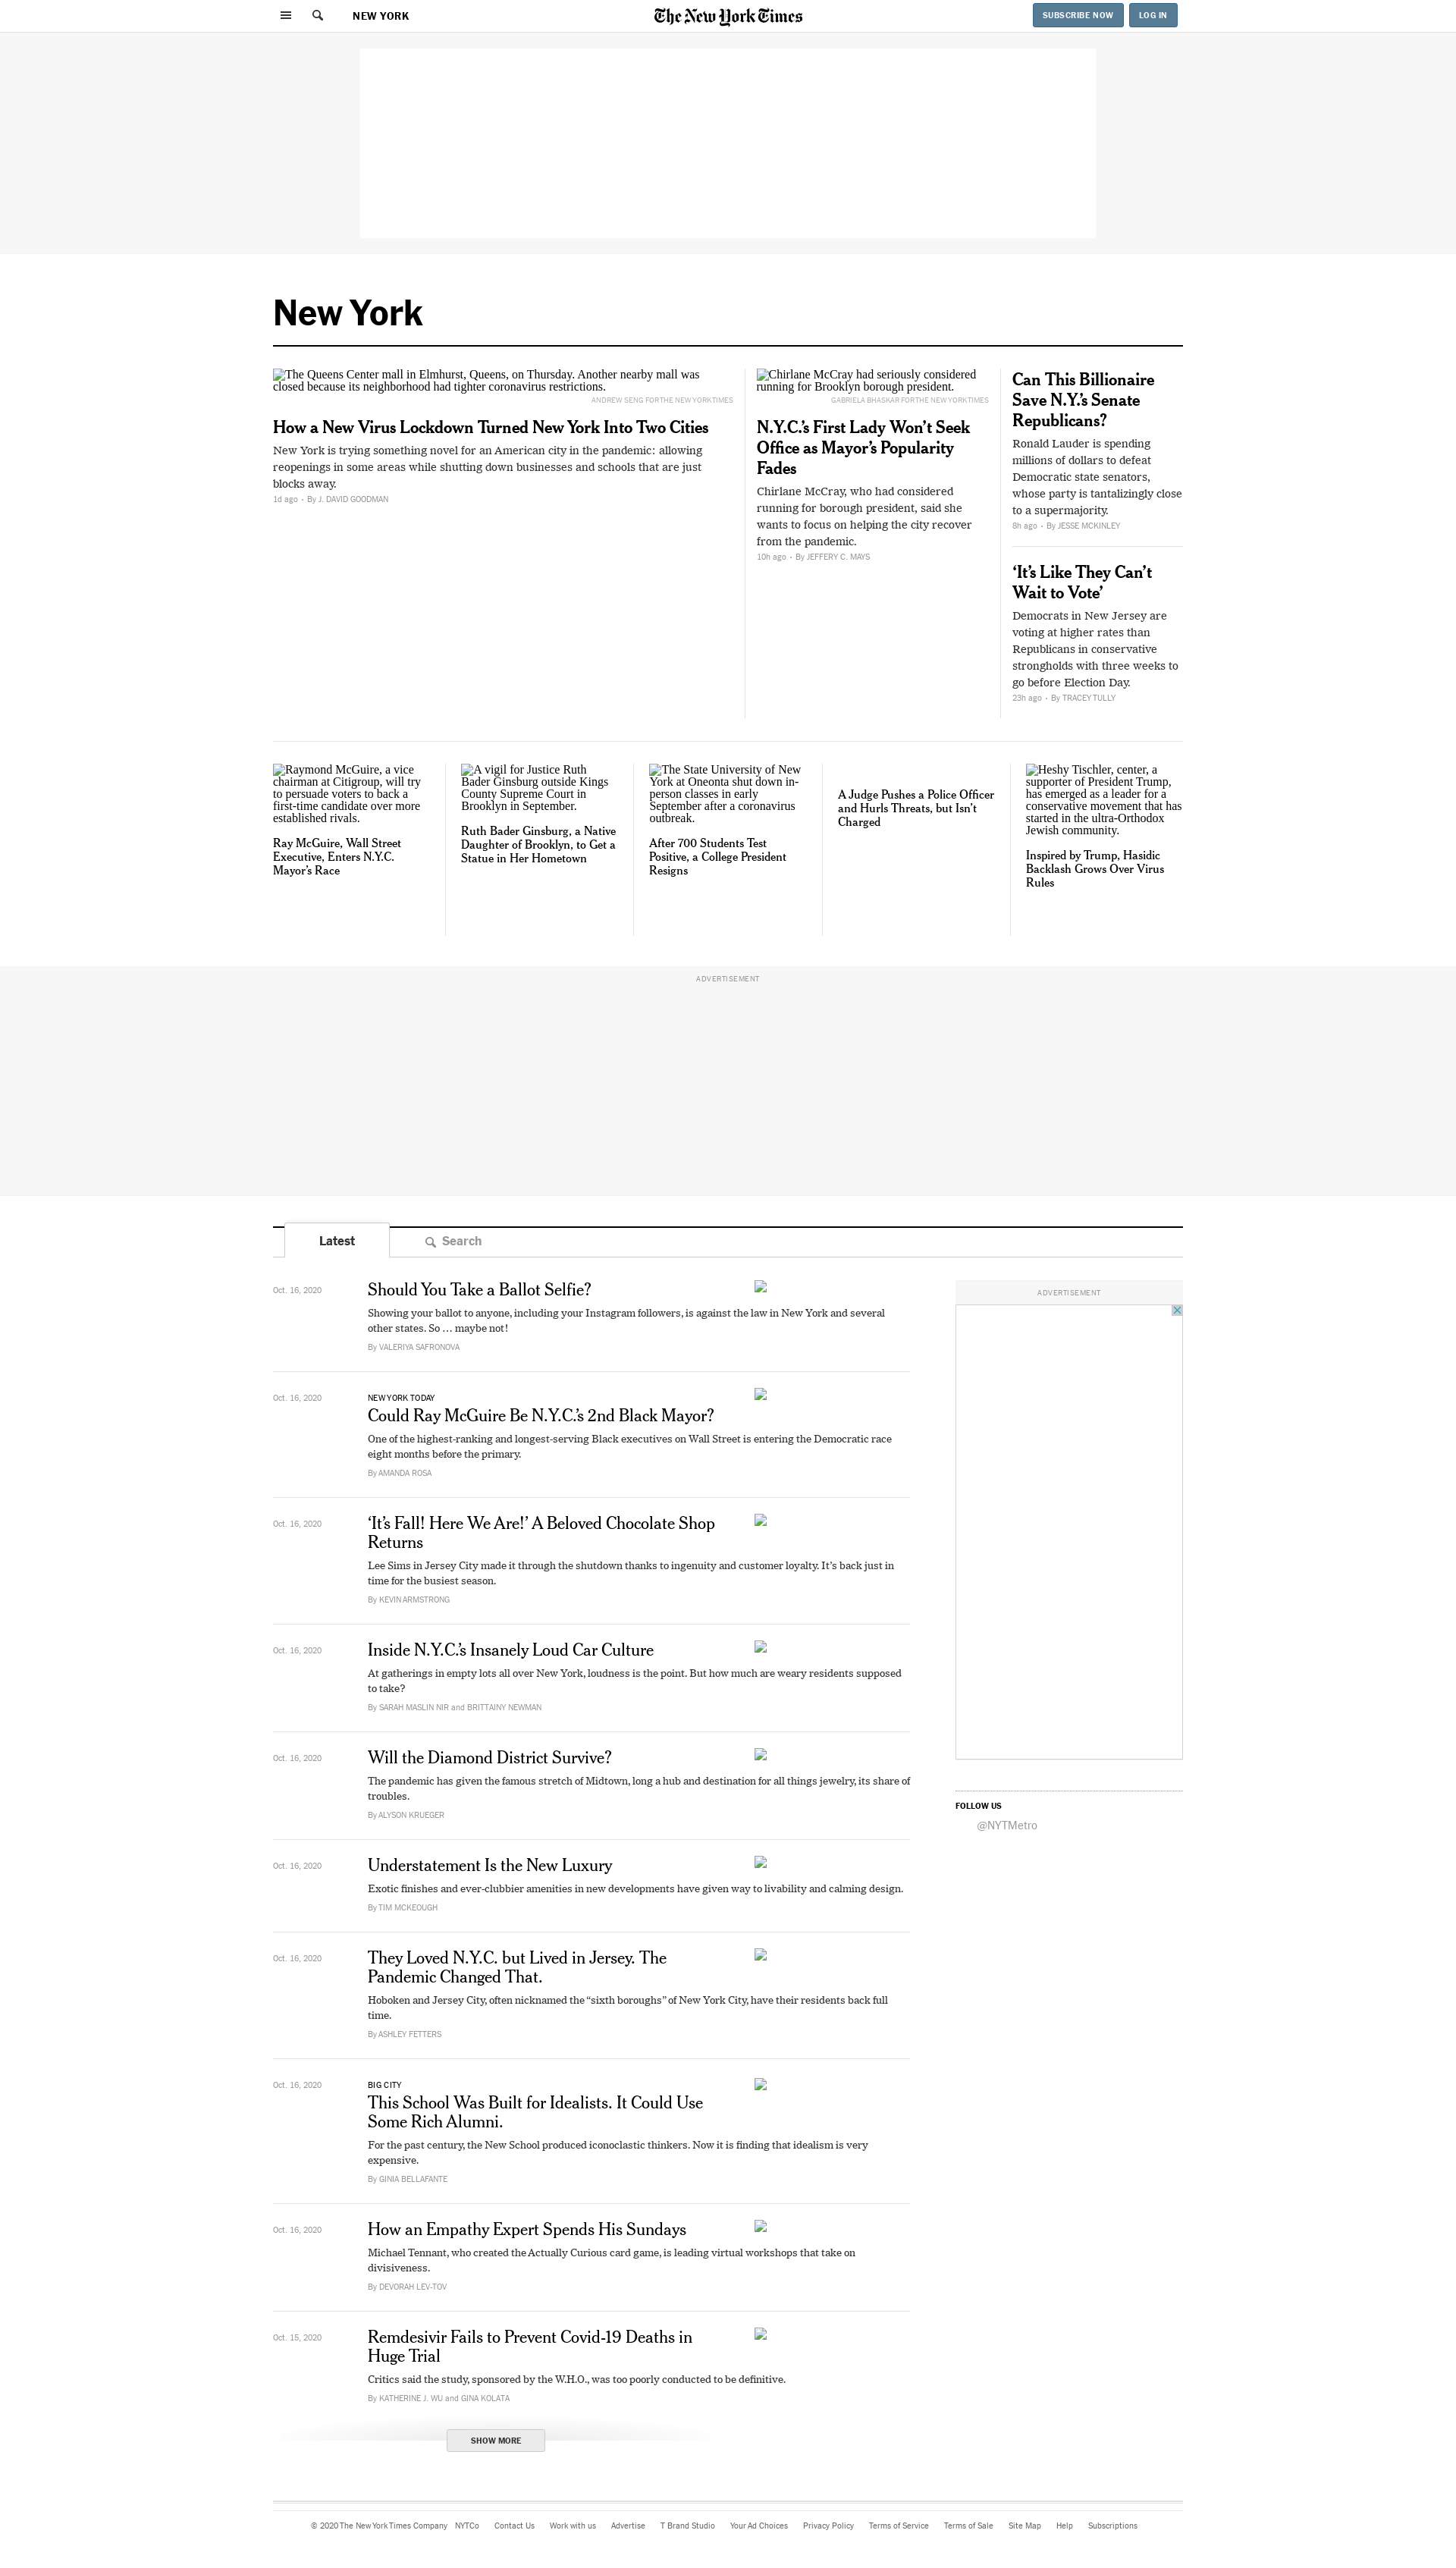 NEW YORK
The New York Times
SUBSCRIBE NOW
LOG IN
New York
The Queens Center mall in Elmhurst, Queens, on Thursday. Another nearby mall was
closed because its neighborhood had tighter coronavirus restrictions.
ANDREW SENG FOR THE NEW YORK TIMES
How a New Virus Lockdown Turned New York Into Two Cities
New York is trying something novel for an American city in the pandemic: allowing
reopenings in some areas while shutting down businesses and schools that are just
blocks away.
1d ago • By J. DAVID GOODMAN
Chirlane McCray had seriously considered
running for Brooklyn borough president.
GABRIELA BHASKAR FOR THE NEW YORK TIMES
N.Y.C.’s First Lady Won’t Seek
Office as Mayor’s Popularity
Fades
Chirlane McCray, who had considered
running for borough president, said she
wants to focus on helping the city recover
from the pandemic.
10h ago • By JEFFERY C. MAYS
Can This Billionaire
Save N.Y.’s Senate
Republicans?
Ronald Lauder is spending
millions of dollars to defeat
Democratic state senators,
whose party is tantalizingly close
to a supermajority.
8h ago • By JESSE MCKINLEY
‘It’s Like They Can’t
Wait to Vote’
Democrats in New Jersey are
voting at higher rates than
Republicans in conservative
strongholds with three weeks to
go before Election Day.
23h ago • By TRACEY TULLY
Raymond McGuire, a vice
chairman at Citigroup, will try
to persuade voters to back a
first-time candidate over more
established rivals.
Ray McGuire, Wall Street
Executive, Enters N.Y.C.
Mayor’s Race
A vigil for Justice Ruth
Bader Ginsburg outside Kings
County Supreme Court in
Brooklyn in September.
Ruth Bader Ginsburg, a Native
Daughter of Brooklyn, to Get a
Statue in Her Hometown
The State University of New
York at Oneonta shut down in-
person classes in early
September after a coronavirus
outbreak.
After 700 Students Test
Positive, a College President
Resigns
A Judge Pushes a Police Officer
and Hurls Threats, but Isn’t
Charged
Heshy Tischler, center, a
supporter of President Trump,
has emerged as a leader for a
conservative movement that has
started in the ultra-Orthodox
Jewish community.
Inspired by Trump, Hasidic
Backlash Grows Over Virus
Rules
ADVERTISEMENT
Latest
Search
Oct. 16, 2020
Should You Take a Ballot Selfie?
Showing your ballot to anyone, including your Instagram followers, is against the law in New York and several
other states. So … maybe not!
By VALERIYA SAFRONOVA
Oct. 16, 2020
NEW YORK TODAY
Could Ray McGuire Be N.Y.C.’s 2nd Black Mayor?
One of the highest-ranking and longest-serving Black executives on Wall Street is entering the Democratic race
eight months before the primary.
By AMANDA ROSA
Oct. 16, 2020
‘It’s Fall! Here We Are!’ A Beloved Chocolate Shop
Returns
Lee Sims in Jersey City made it through the shutdown thanks to ingenuity and customer loyalty. It’s back just in
time for the busiest season.
By KEVIN ARMSTRONG
Oct. 16, 2020
Inside N.Y.C.’s Insanely Loud Car Culture
At gatherings in empty lots all over New York, loudness is the point. But how much are weary residents supposed
to take?
By SARAH MASLIN NIR and BRITTAINY NEWMAN
Oct. 16, 2020
Will the Diamond District Survive?
The pandemic has given the famous stretch of Midtown, long a hub and destination for all things jewelry, its share of
troubles.
By ALYSON KRUEGER
Oct. 16, 2020
Understatement Is the New Luxury
Exotic finishes and ever-clubbier amenities in new developments have given way to livability and calming design.
By TIM MCKEOUGH
Oct. 16, 2020
They Loved N.Y.C. but Lived in Jersey. The
Pandemic Changed That.
Hoboken and Jersey City, often nicknamed the “sixth boroughs” of New York City, have their residents back full
time.
By ASHLEY FETTERS
Oct. 16, 2020
BIG CITY
This School Was Built for Idealists. It Could Use
Some Rich Alumni.
For the past century, the New School produced iconoclastic thinkers. Now it is finding that idealism is very
expensive.
By GINIA BELLAFANTE
Oct. 16, 2020
How an Empathy Expert Spends His Sundays
Michael Tennant, who created the Actually Curious card game, is leading virtual workshops that take on
divisiveness.
By DEVORAH LEV-TOV
Oct. 15, 2020
Remdesivir Fails to Prevent Covid-19 Deaths in
Huge Trial
Critics said the study, sponsored by the W.H.O., was too poorly conducted to be definitive.
By KATHERINE J. WU and GINA KOLATA
SHOW MORE
ADVERTISEMENT
FOLLOW US
@NYTMetro
© 2020 The New York Times Company NYTCo Contact Us Work with us Advertise T Brand Studio Your Ad Choices Privacy Policy Terms of Service Terms of Sale Site Map Help Subscriptions